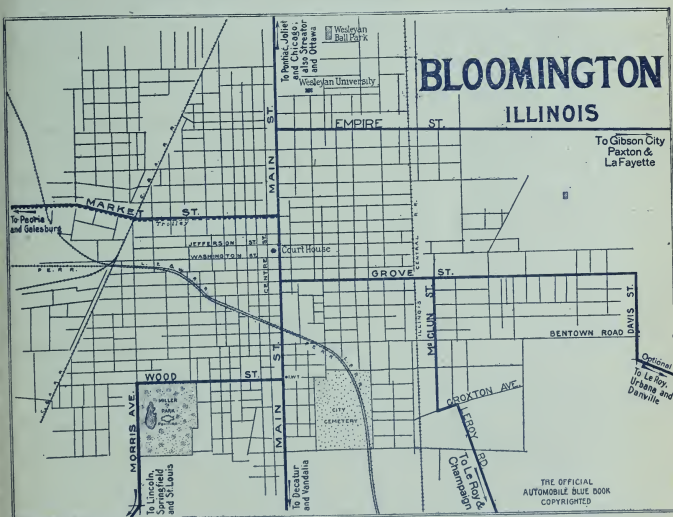 BLOOMINGTON
ILLINOIS
To Pontiac, Joliet
and Chicago;
also Streator
and Ottawa
Wesleyan
Ball Park
Wesleyan University
EMPIRE ST.
To Gibson City
Paxton &
La Fayette
MAIN ST.
MARKET ST.
Trolley
To Peoria
and Galesburg
JEFFERSON ST.
WASHINGTON ST.
Court House
CENTRE ST.
P. E. R. R.
GROVE ST.
ILLINOIS CENTRAL R.R.
McCLUN ST.
BENTOWN ROAD
DAVIS ST.
Optional
To Le Roy,
Urbana and
Danville
WOOD ST.
MAIN ST.
MILLER
PARK
MORRIS AVE.
CITY
CEMETERY
CROXTON AVE.
LEROY RD.
To Lincoln,
Springfield
and St. Louis
To Decatur
and Vandalia
To Le Roy &
Champaign
THE OFFICIAL
AUTOMOBILE BLUE BOOK
COPYRIGHTED